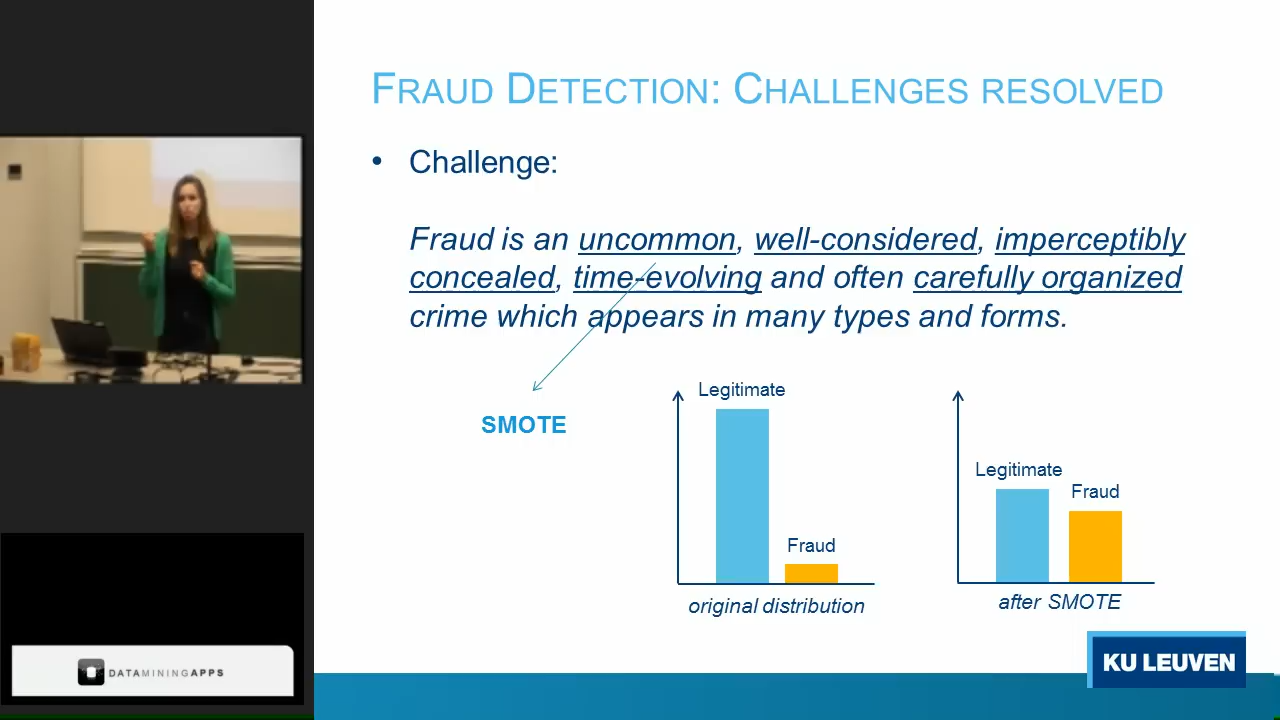 FRAUD DETECTION: CHALLENGES RESOLVED
• Challenge:
Fraud is an uncommon, well-considered, imperceptibly
concealed, time-evolving and often carefully organized
crime which appears in many types and forms.
SMOTE
Legitimate
Fraud
original distribution
Legitimate
Fraud
after SMOTE
KU LEUVEN
DATAMININGAPPS